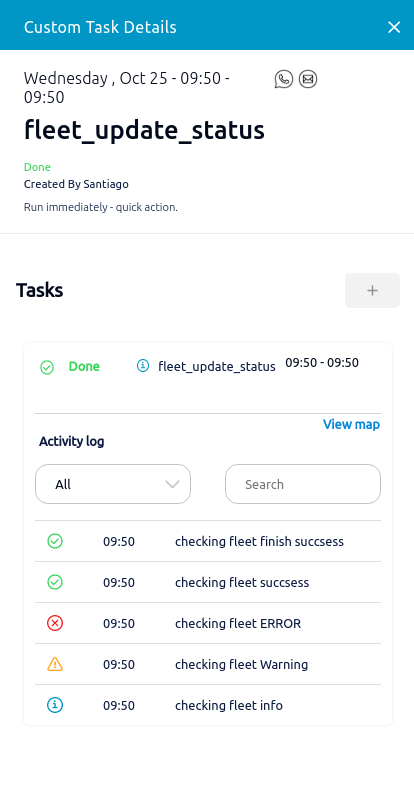 Custom Task Details
Wednesday , Oct 25 - 09:50 -
09:50
fleet_update_status
Done
Created By Santiago
Run immediately - quick action.
Tasks
+
Done fleet_update_status 09:50 - 09:50
View map
Activity log
All Search
09:50 checking fleet finish succsess
09:50 checking fleet succsess
09:50 checking fleet ERROR
09:50 checking fleet Warning
09:50 checking fleet info